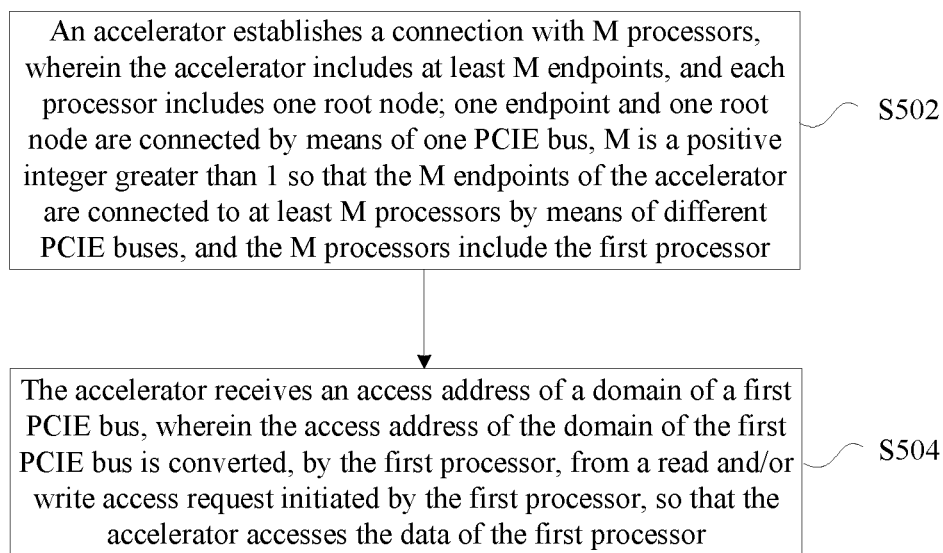 An accelerator establishes a connection with M processors,
wherein the accelerator includes at least M endpoints, and each
processor includes one root node; one endpoint and one root
node are connected by means of one PCIE bus, M is a positive
integer greater than 1 so that the M endpoints of the accelerator
are connected to at least M processors by means of different
PCIE buses, and the M processors include the first processor
S502
The accelerator receives an access address of a domain of a first
PCIE bus, wherein the access address of the domain of the first
PCIE bus is converted, by the first processor, from a read and/or
write access request initiated by the first processor, so that the
accelerator accesses the data of the first processor
S504